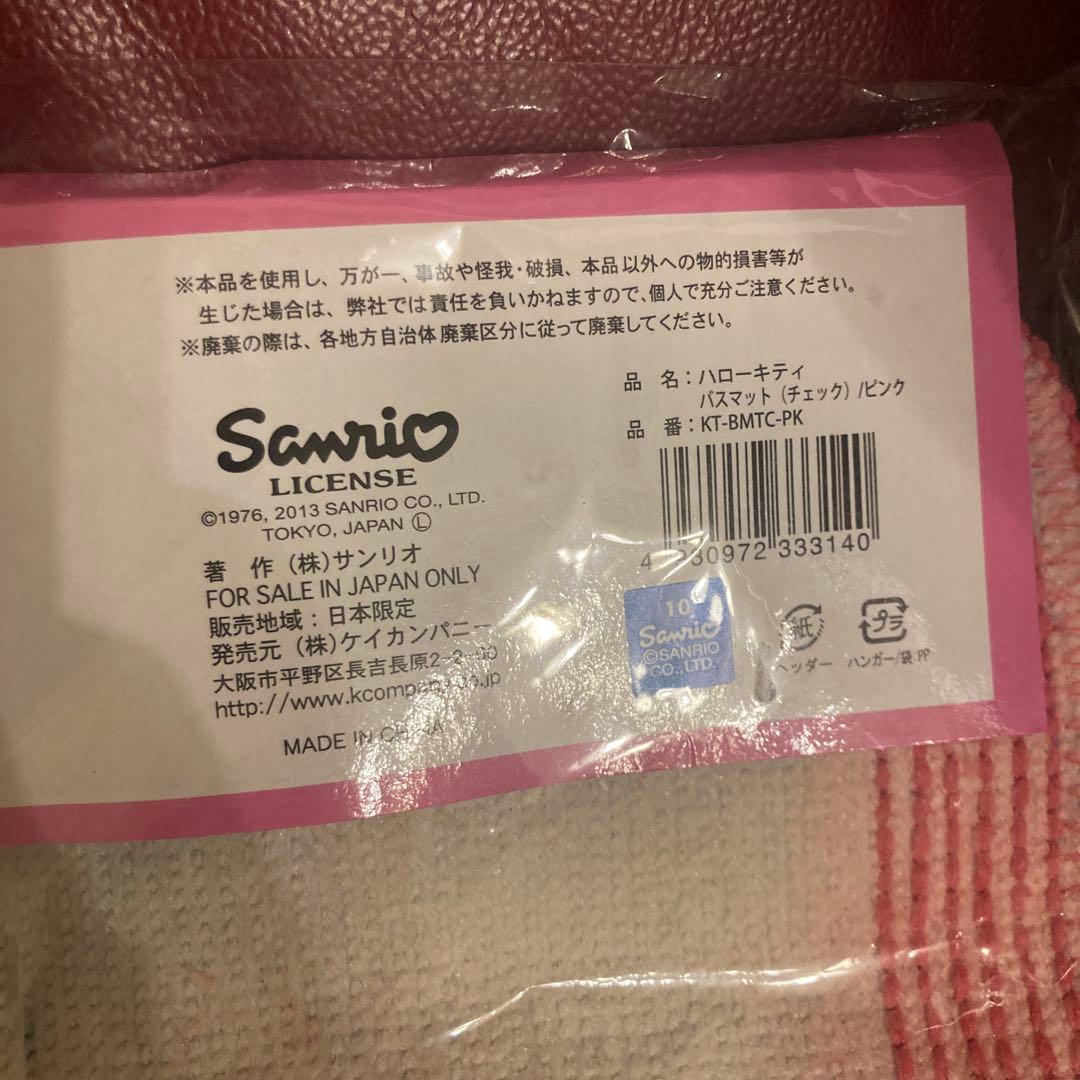 ※本品を使用し、万が一、事故や怪我・破損、本品以外への物的損害等が
生じた場合は、弊社では責任を負いかねますので、個人で充分ご注意ください。
※廃棄の際は、各地方自治体廃棄区分に従って廃棄してください。
品 名：ハローキティ
バスマット（チェック）/ピンク
品 番：KT-BMTC-PK
Sanrio
LICENSE
©1976, 2013 SANRIO CO., LTD.
TOKYO, JAPAN Ⓛ
著 作（株）サンリオ
FOR SALE IN JAPAN ONLY
販売地域：日本限定
発売元（株）ケイカンパニー
大阪市平野区長吉長原2-2-
http://www.kcompany.co.jp
MADE IN CHINA
333140
10
Sanrio
©SANRIO
CO., LTD.
紙
ヘッダー
プラ
ハンガー/袋:PP